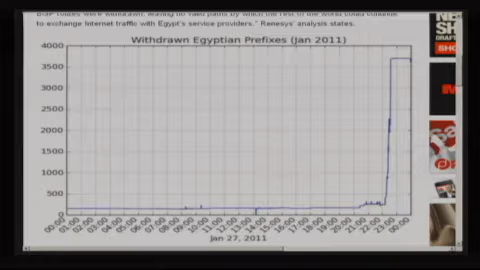 BGP routes were withdrawn, leaving no valid paths by which the rest of the world could continue
to exchange Internet traffic with Egypt's service providers," Renesys' analysis states.
Withdrawn Egyptian Prefixes (Jan 2011)
4000
3500
3000
2500
2000
1500
1000
500
0
00:00 01:00 02:00 03:00 04:00 05:00 06:00 07:00 08:00 09:00 10:00 11:00 12:00 13:00 14:00 15:00 16:00 17:00 18:00 19:00 20:00 21:00 22:00 23:00 00:00
Jan 27, 2011
NE
SH
DRAFT
SHO